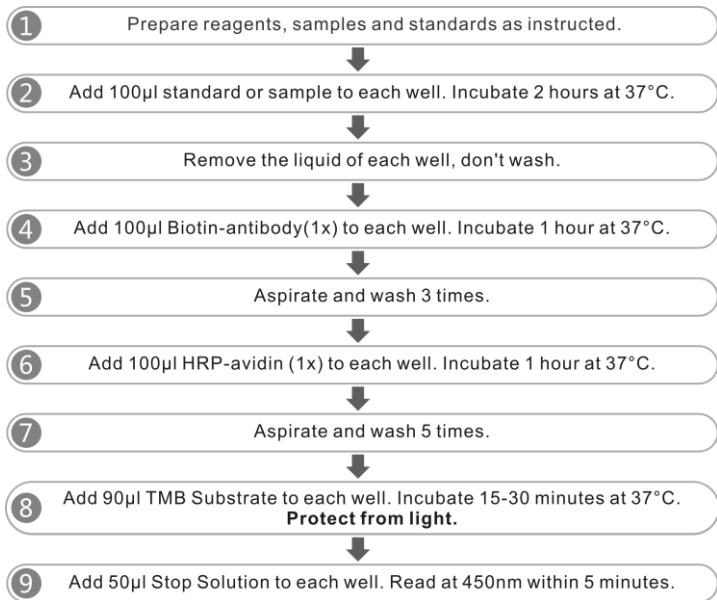 1 Prepare reagents, samples and standards as instructed.
2 Add 100µl standard or sample to each well. Incubate 2 hours at 37°C.
3 Remove the liquid of each well, don't wash.
4 Add 100µl Biotin-antibody(1x) to each well. Incubate 1 hour at 37°C.
5 Aspirate and wash 3 times.
6 Add 100µl HRP-avidin (1x) to each well. Incubate 1 hour at 37°C.
7 Aspirate and wash 5 times.
8 Add 90µl TMB Substrate to each well. Incubate 15-30 minutes at 37°C.
Protect from light.
9 Add 50µl Stop Solution to each well. Read at 450nm within 5 minutes.